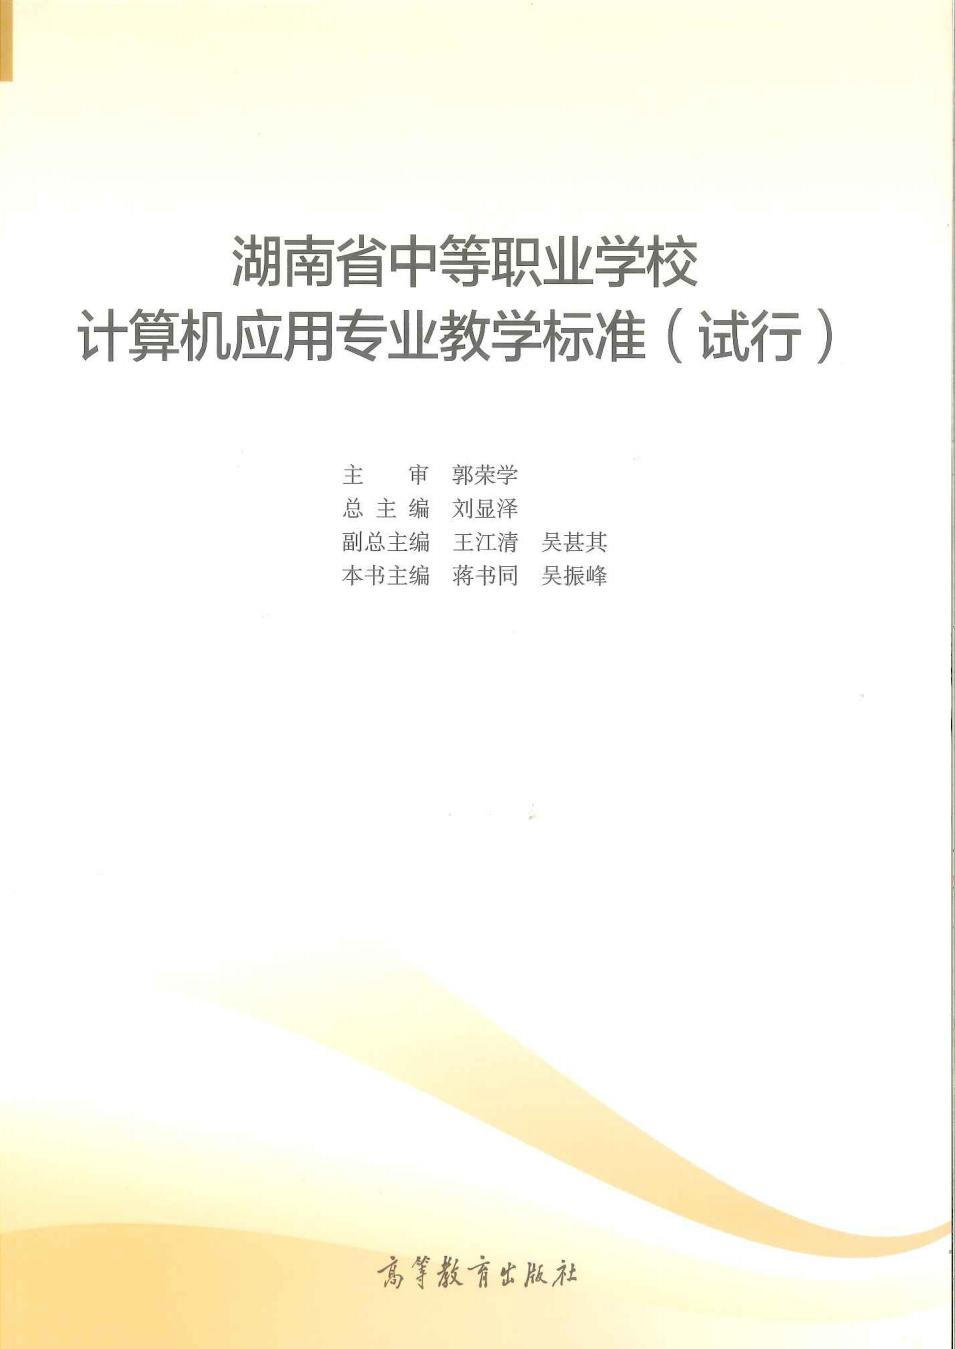 湖南省中等职业学校
计算机应用专业教学标准（试行）
主 审 郭荣学
总 主 编 刘显泽
副总主编 王江清 吴甚其
本书主编 蒋书同 吴振峰
高等教育出版社